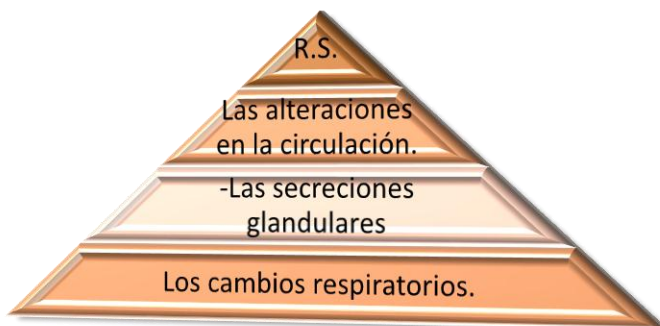 R.S.
Las alteraciones
en la circulación.
-Las secreciones
glandulares
Los cambios respiratorios.